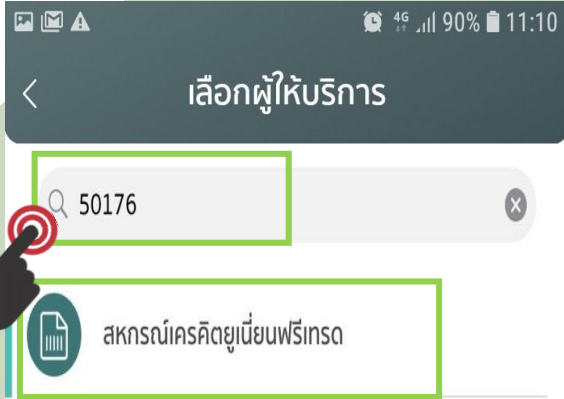 4G 90% 11:10
เลือกผู้ให้บริการ
50176
สหกรณ์เครคิตยูเนี่ยนฟรีเทรด